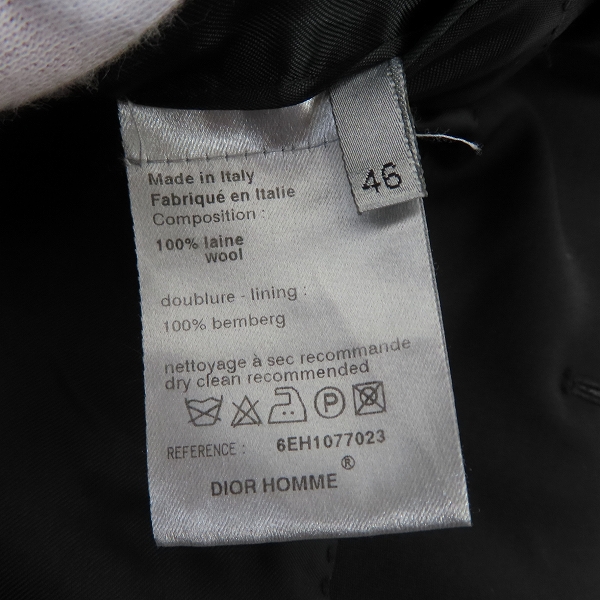 46
Made in Italy
Fabriqué en Italie
Composition :
100% laine
wool
doublure - lining :
100% bemberg
nettoyage à sec recommande
dry clean recommended
P
REFERENCE : 6EH1077023
DIOR HOMME ®